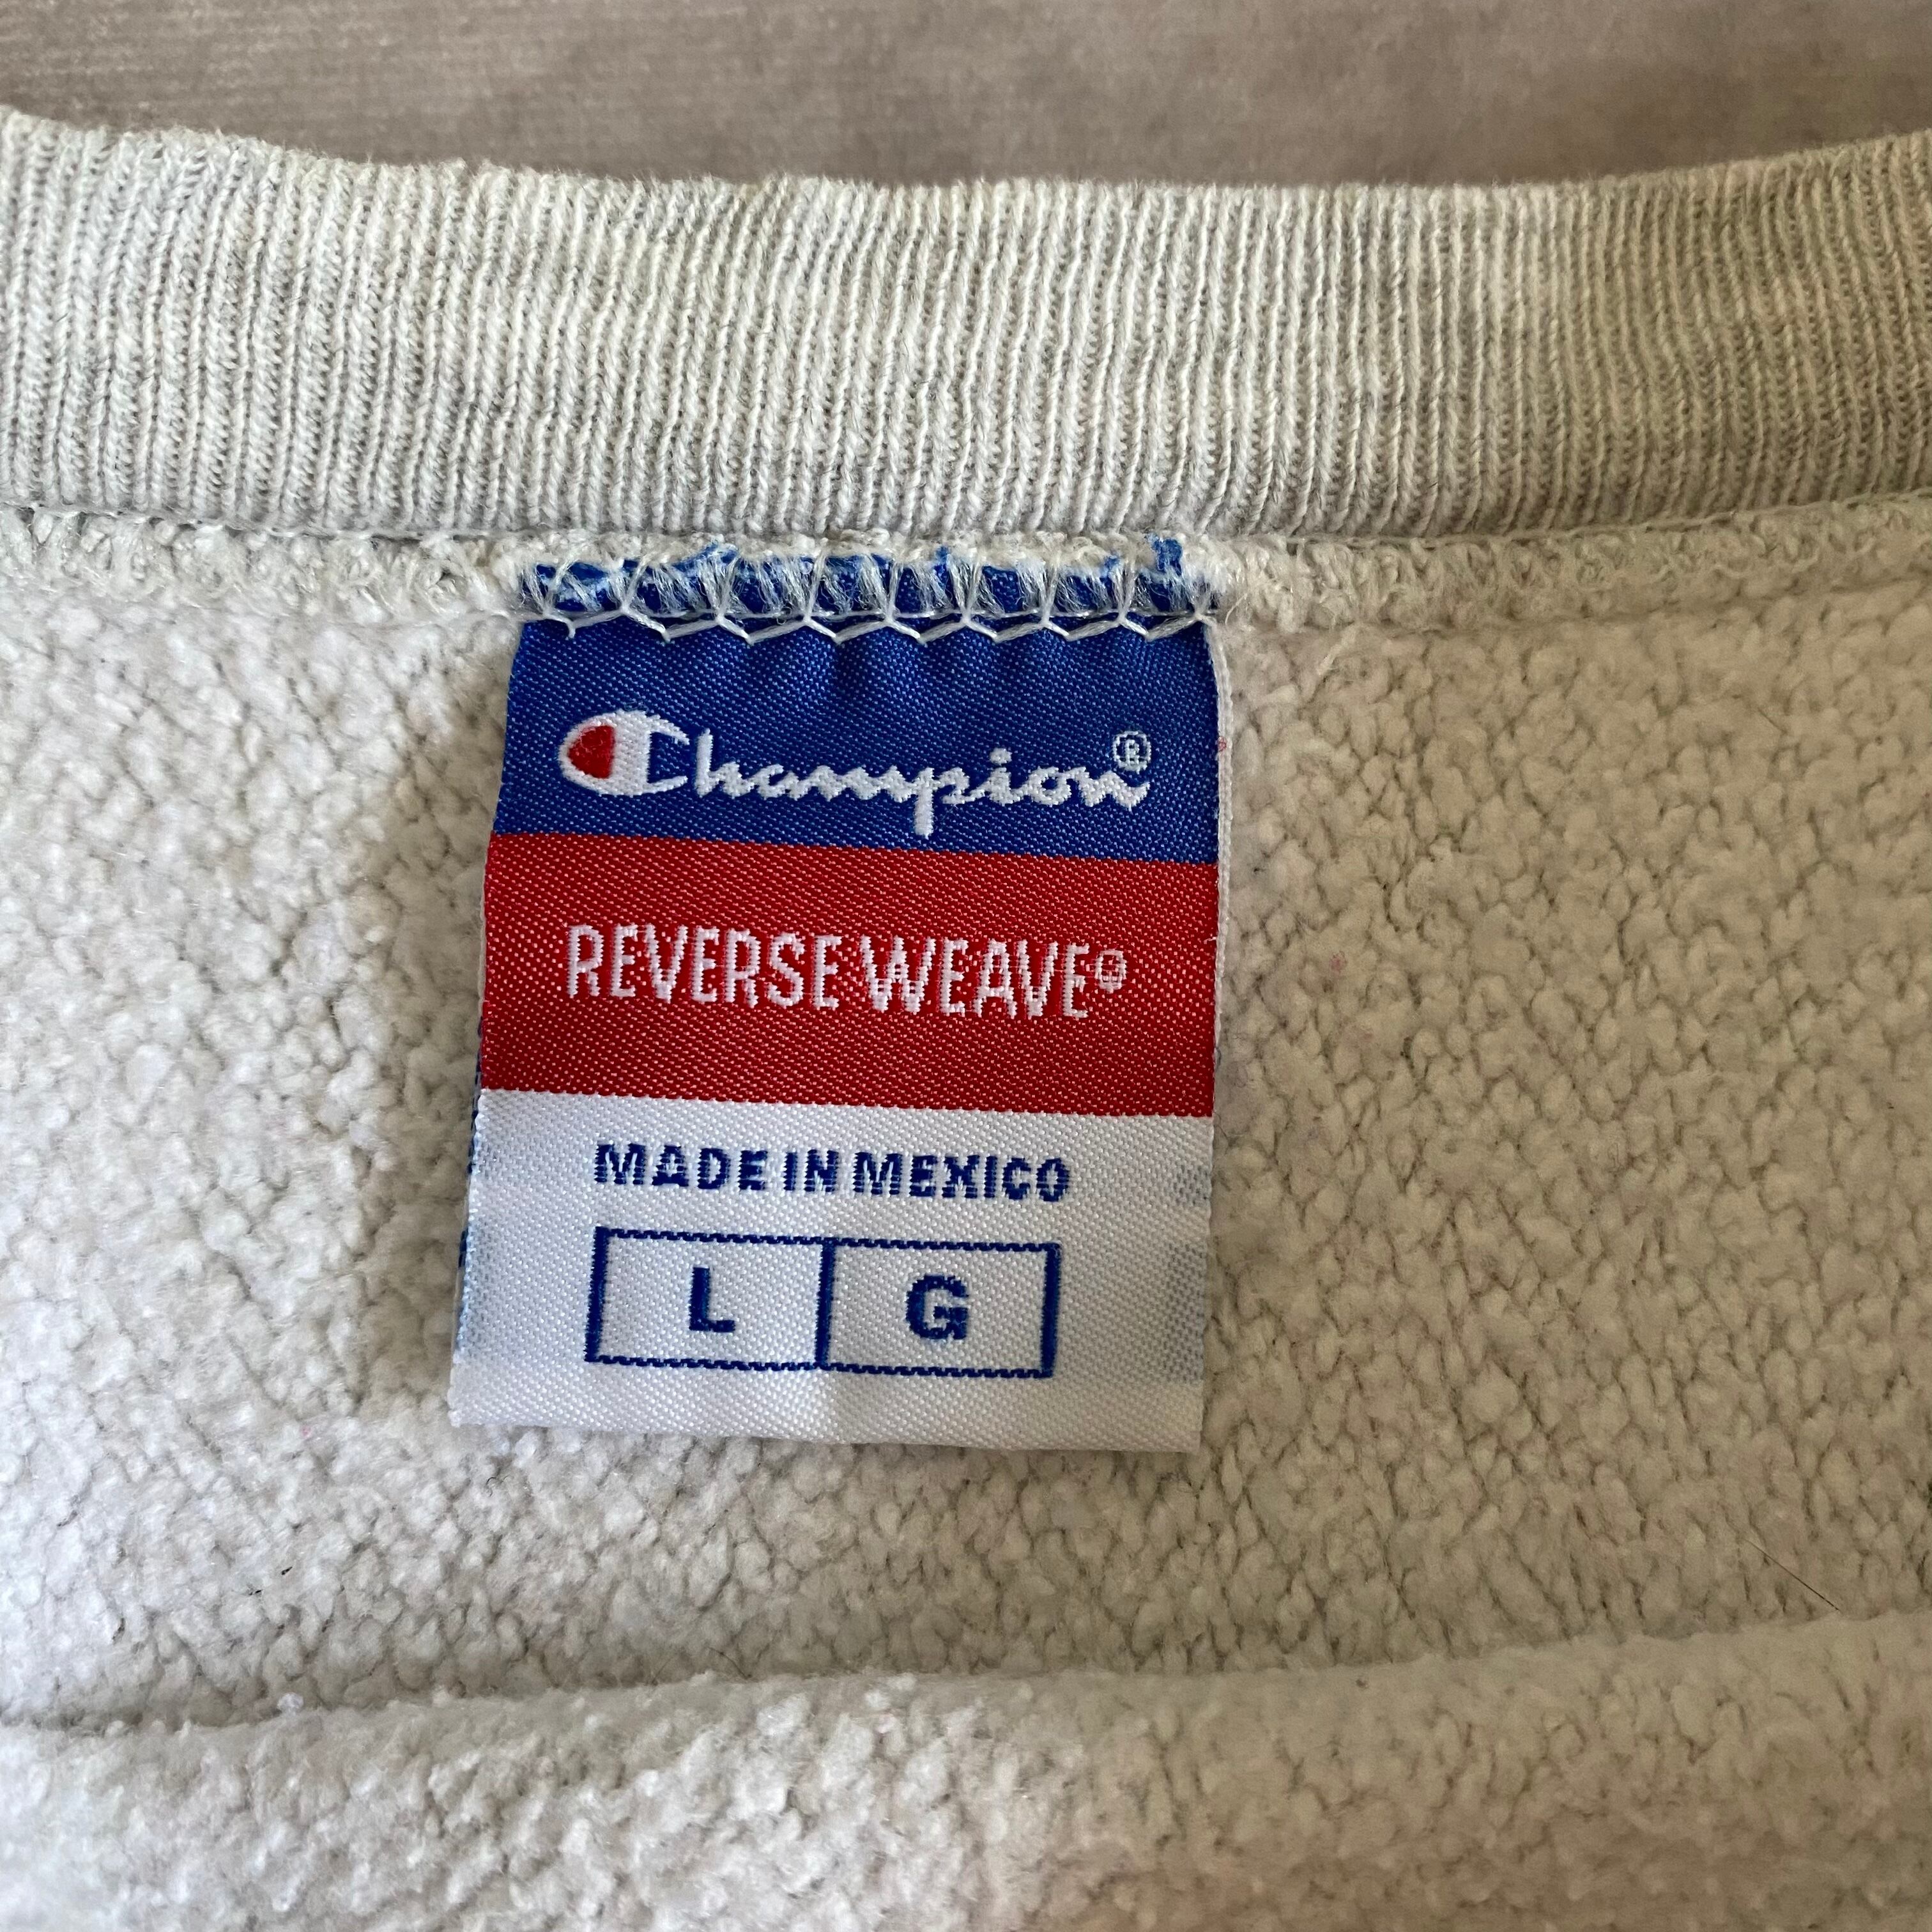 Champion®
REVERSE WEAVE®
MADE IN MEXICO
L G